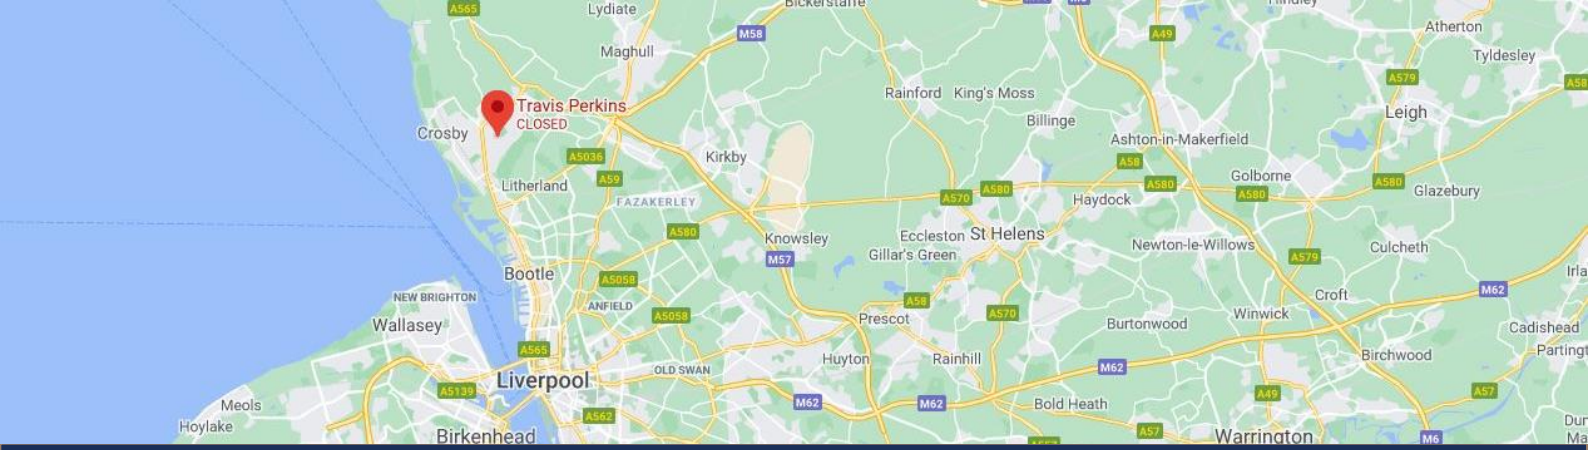 A565
Lydiate
Bickerstaffe
Hindley
Atherton
Maghull
M58
A49
Tyldesley
A579
A58
Travis Perkins
CLOSED
Rainford
King's Moss
Leigh
Crosby
Billinge
Ashton-in-Makerfield
A5036
Kirkby
A58
Litherland
A59
A570
A580
A580
Golborne
A580
A580
Glazebury
FAZAKERLEY
Haydock
A580
Knowsley
Eccleston
St Helens
Newton-le-Willows
Culcheth
M57
Gillar's Green
A579
Bootle
A5058
M62
NEW BRIGHTON
ANFIELD
A58
Croft
Wallasey
A5058
Prescot
A570
Burtonwood
Winwick
Cadishead
A565
Huyton
Rainhill
M62
Birchwood
Liverpool
OLD SWAN
A5139
M62
M62
A49
A57
Meols
Bold Heath
Hoylake
A562
Birkenhead
A57
Warrington
M6